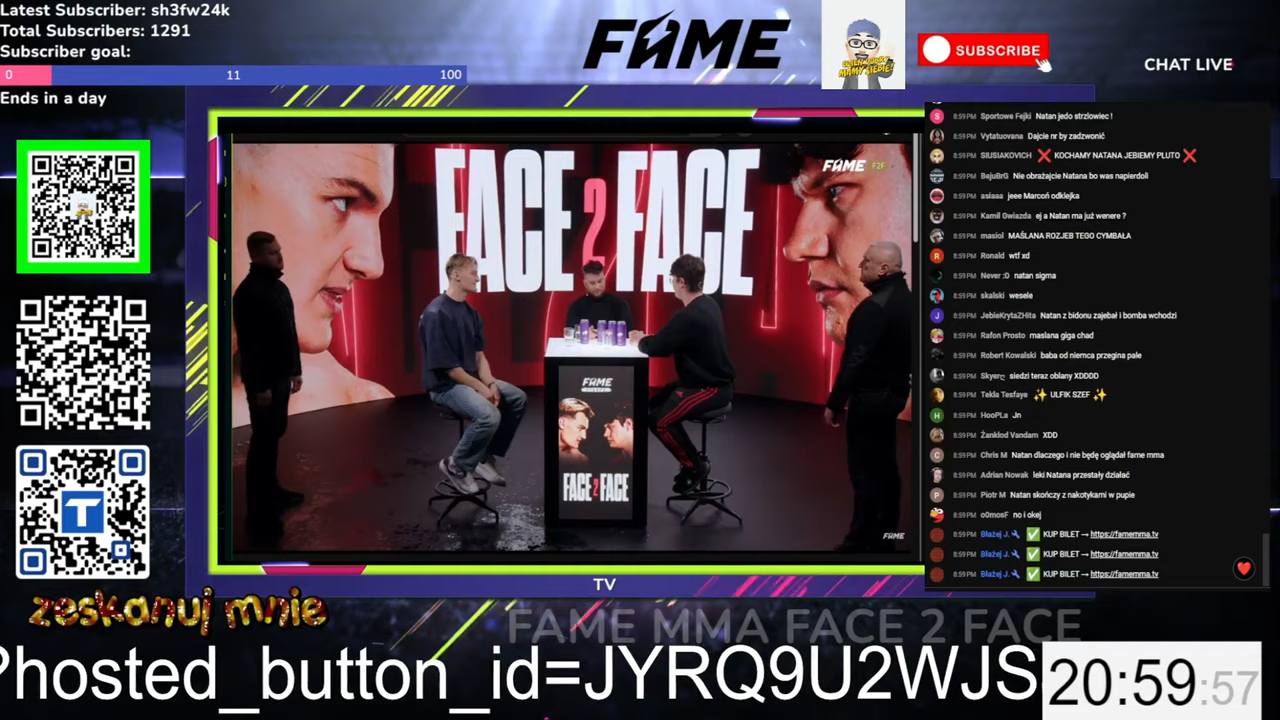 Latest Subscriber: sh3fw24k
Total Subscribers: 1291
Subscriber goal:
0 11 100
Ends in a day
FAME
SUBSCRIBE
CHAT LIVE
FAME F2F
FACE 2 FACE
FAME
FACE 2 FACE
FAME
T
zeskanuj mnie
TV
FAME MMA FACE 2 FACE
8:59 PM Sportowe Fejki Natan jedo strzlowiec !
8:59 PM Vytatuovana Dajcie nr by zadzwonić
8:59 PM SIUSIAKOVICH ❌ KOCHAMY NATANA JEBIEMY PLUTO ❌
8:59 PM BejuBrG Nie obrażajcie Natana bo was napierdoli
8:59 PM asiaaa jeee Marcoń odklejka
8:59 PM Kamil Gwiazda ej a Natan ma już wenere ?
8:59 PM masiol MAŚLANA ROZJEB TEGO CYMBAŁA
8:59 PM Ronald wtf xd
8:59 PM Never :D natan sigma
8:59 PM skalski wesele
8:59 PM JebieKrytaZHita Natan z bidonu zajebał i bomba wchodzi
8:59 PM Rafon Prosto maslana giga chad
8:59 PM Robert Kowalski baba od niemca przegina pale
8:59 PM Skyerღ siedzi teraz oblany XDDDD
8:59 PM Tekla Tesfaye ✨ ULFIK SZEF ✨
8:59 PM HooPLa Jn
8:59 PM Żanklod Vandam XDD
8:59 PM Chris M Natan dlaczego i nie będę oglądał fame mma
8:59 PM Adrian Nowak leki Natana przestały działać
8:59 PM Piotr M Natan skończy z nakotykami w pupie
8:59 PM o0mosF no i okej
8:59 PM Błażej J. ✅ KUP BILET → https://famemma.tv
8:59 PM Błażej J. ✅ KUP BILET → https://famemma.tv
8:59 PM Błażej J. ✅ KUP BILET → https://famemma.tv
?hosted_button_id=JYRQ9U2WJS
20:59:57